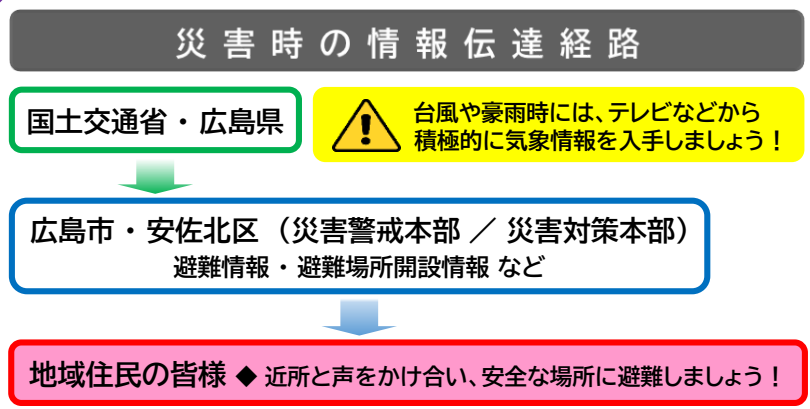 災害時の情報伝達経路
国土交通省・広島県
台風や豪雨時には、テレビなどから
積極的に気象情報を入手しましょう！
広島市・安佐北区（災害警戒本部／災害対策本部）
避難情報・避難場所開設情報 など
地域住民の皆様 ◆ 近所と声をかけ合い、安全な場所に避難しましょう！